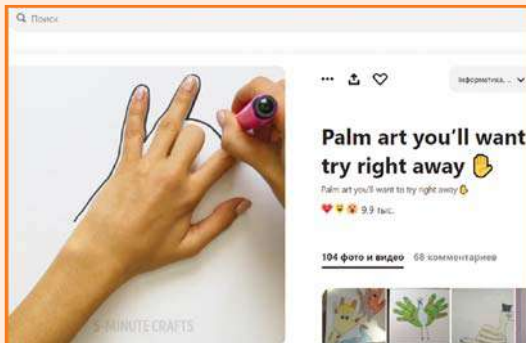 Поиск
інформатика, ...
Palm art you'll want
try right away ✋
Palm art you'll want to try right away ✋
9.9 тыс.
104 фото и видео 68 комментариев
5-MINUTE CRAFTS